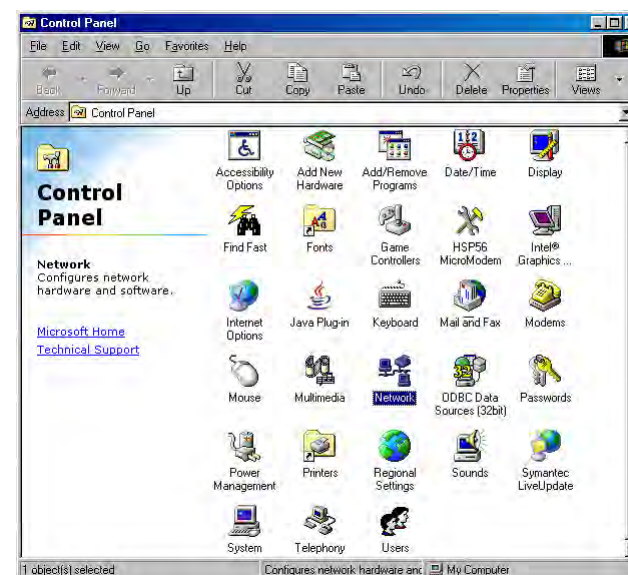 Control Panel
File Edit View Go Favorites Help
Back Forward Up Cut Copy Paste Undo Delete Properties Views
Address Control Panel
Control
Panel
Network
Configures network
hardware and software.
Microsoft Home
Technical Support
Accessibility
Options
Add New
Hardware
Add/Remove
Programs
Date/Time
Display
Find Fast
Fonts
Game
Controllers
HSP56
MicroModem
Intel®
Graphics ...
Internet
Options
Java Plug-in
Keyboard
Mail and Fax
Modems
Mouse
Multimedia
Network
ODBC Data
Sources (32bit)
Passwords
Power
Management
Printers
Regional
Settings
Sounds
Symantec
LiveUpdate
System
Telephony
Users
1 object(s) selected Configures network hardware and My Computer